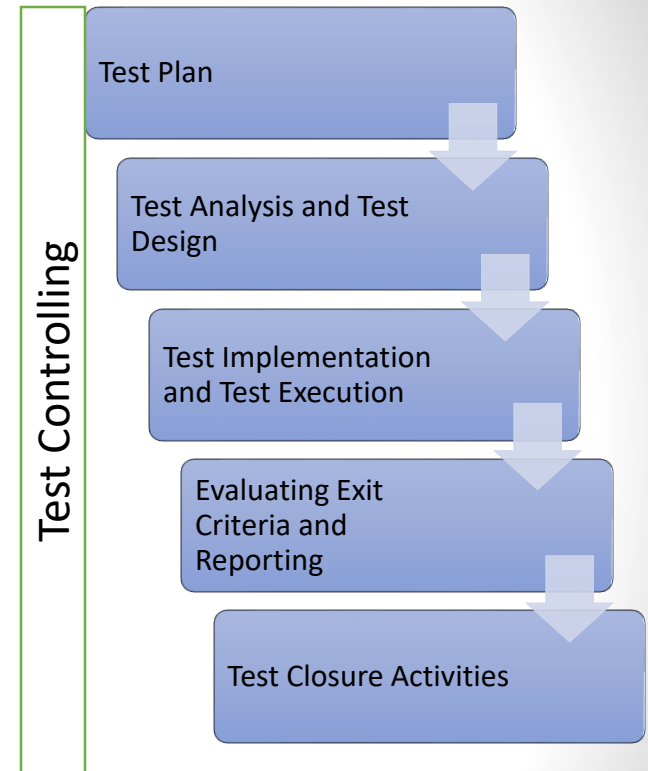 Test Controlling
Test Plan
Test Analysis and Test
Design
Test Implementation
and Test Execution
Evaluating Exit
Criteria and
Reporting
Test Closure Activities